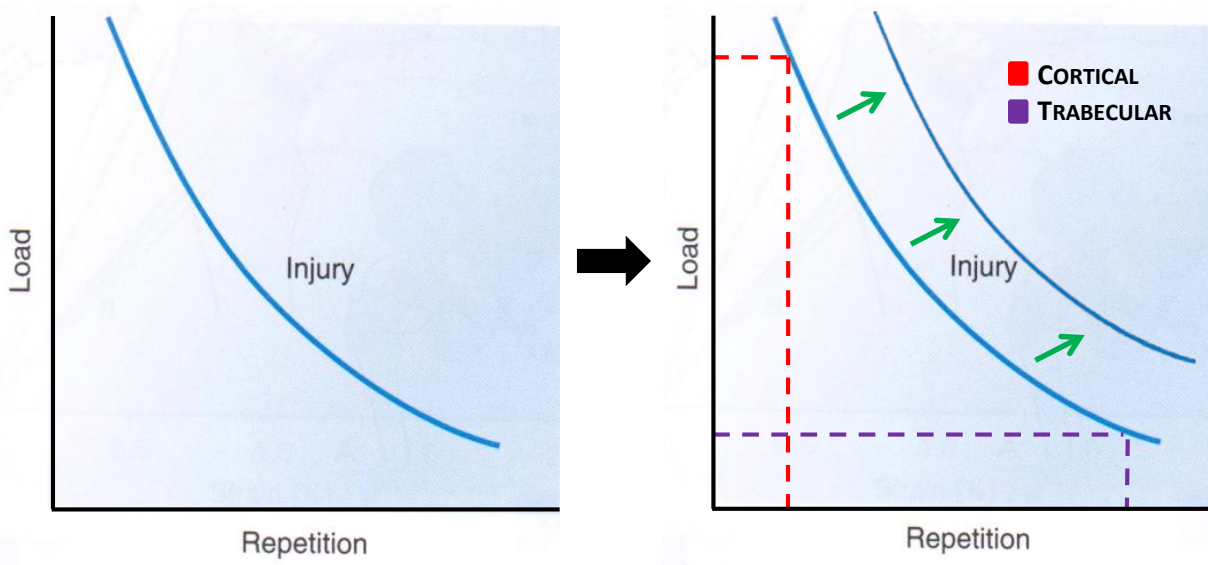 Load
Injury
Repetition
CORTICAL
TRABECULAR
Load
Injury
Repetition